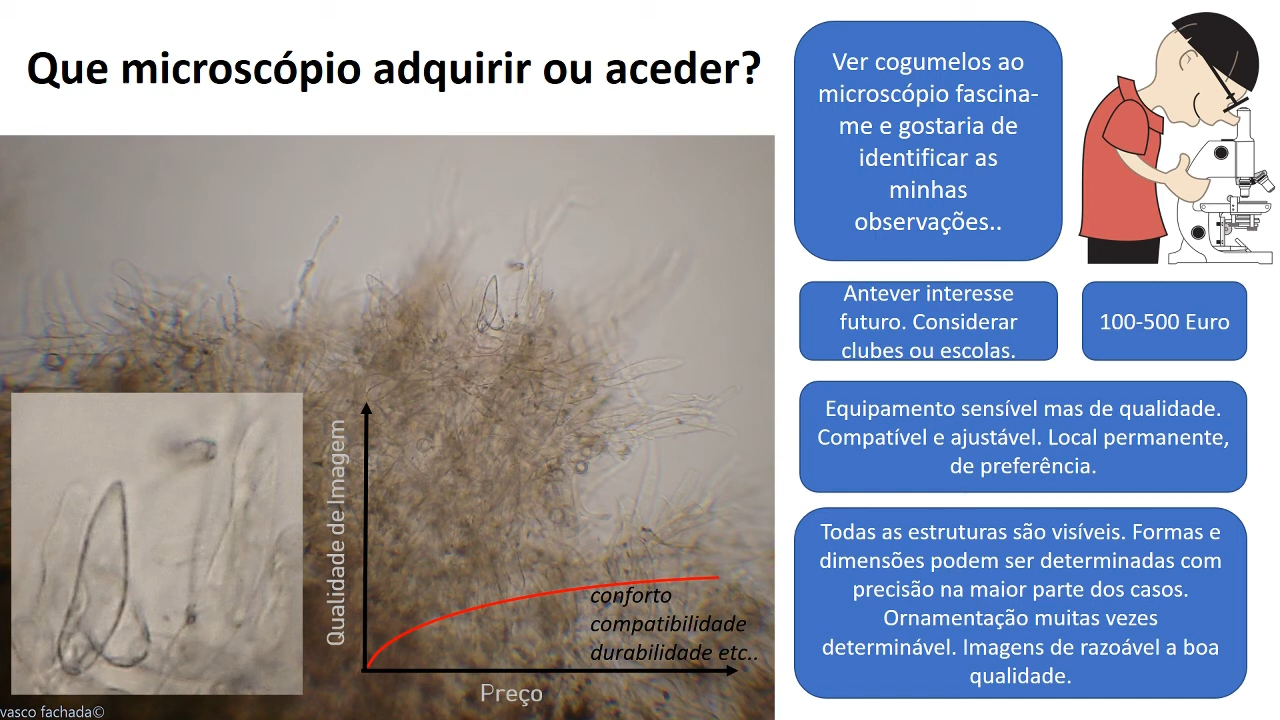 Que microscópio adquirir ou aceder?
Ver cogumelos ao
microscópio fascina-
me e gostaria de
identificar as
minhas
observações..
Antever interesse
futuro. Considerar
clubes ou escolas.
100-500 Euro
Equipamento sensível mas de qualidade.
Compatível e ajustável. Local permanente,
de preferência.
Todas as estruturas são visíveis. Formas e
dimensões podem ser determinadas com
precisão na maior parte dos casos.
Ornamentação muitas vezes
determinável. Imagens de razoável a boa
qualidade.
Qualidade de Imagem
conforto
compatibilidade
durabilidade etc..
Preço
vasco fachada©